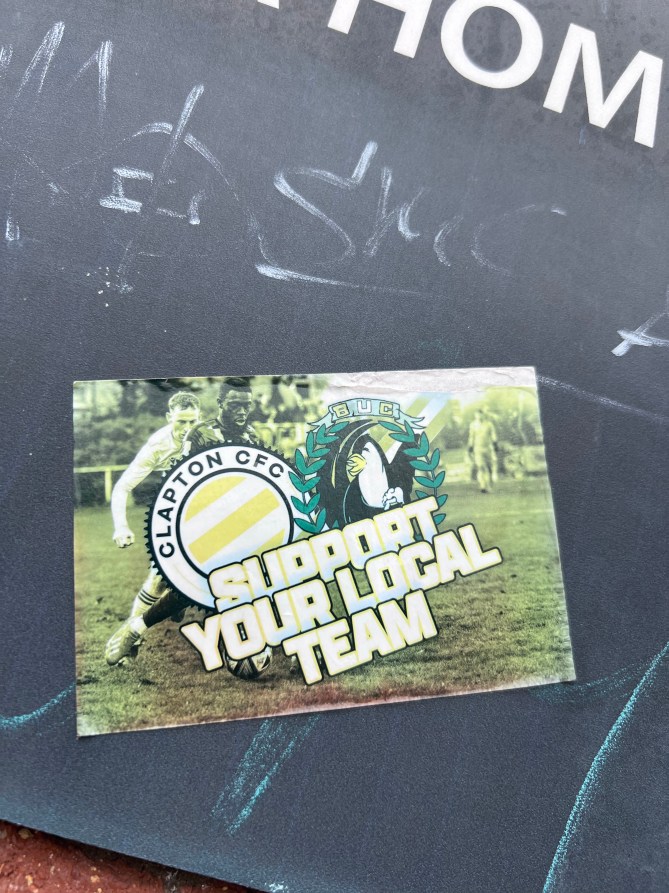 HOM
BUC
CLAPTON CFC
SUPPORT
YOUR LOCAL
TEAM